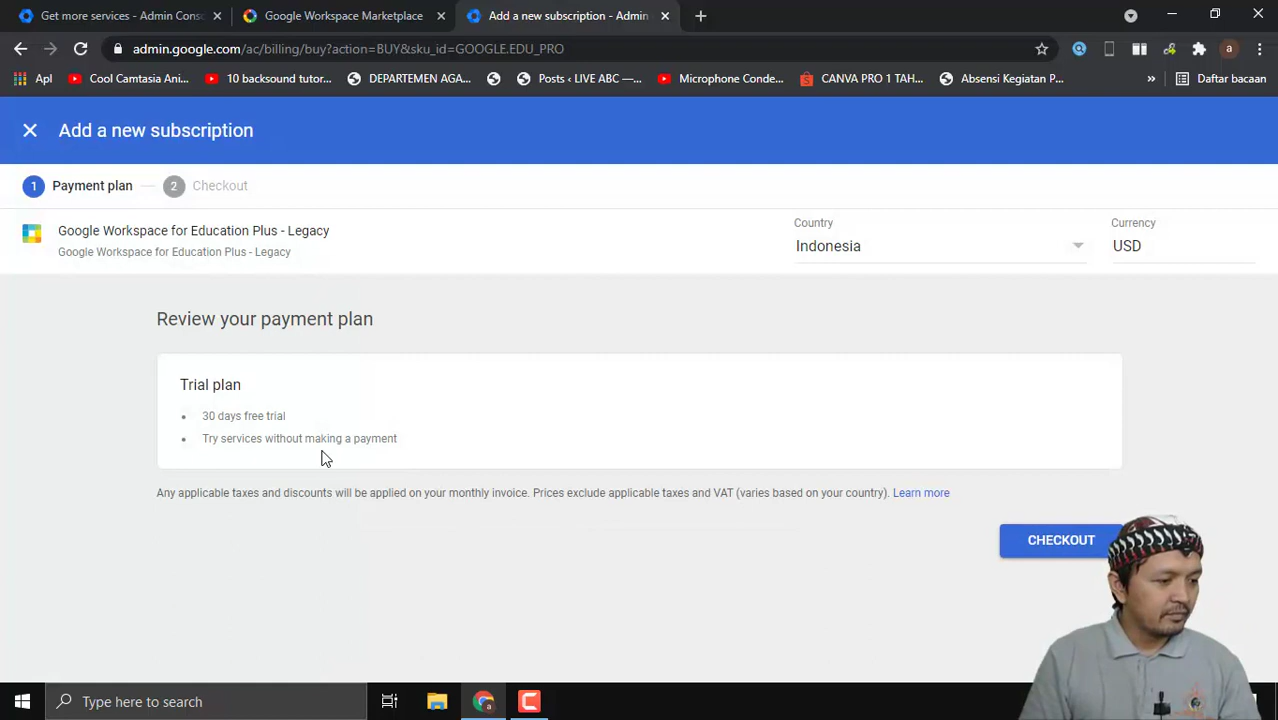 Get more services - Admin Conso
Google Workspace Marketplace
Add a new subscription - Admin
admin.google.com/ac/billing/buy?action=BUY&sku_id=GOOGLE.EDU_PRO
a
Apl
Cool Camtasia Ani...
10 backsound tutor...
DEPARTEMEN AGA...
Posts ‹ LIVE ABC —...
Microphone Conde...
CANVA PRO 1 TAH...
Absensi Kegiatan P...
»
Daftar bacaan
Add a new subscription
1 Payment plan
2 Checkout
Google Workspace for Education Plus - Legacy
Google Workspace for Education Plus - Legacy
Country
Indonesia
Currency
USD
Review your payment plan
Trial plan
• 30 days free trial
• Try services without making a payment
Any applicable taxes and discounts will be applied on your monthly invoice. Prices exclude applicable taxes and VAT (varies based on your country). Learn more
CHECKOUT
Type here to search